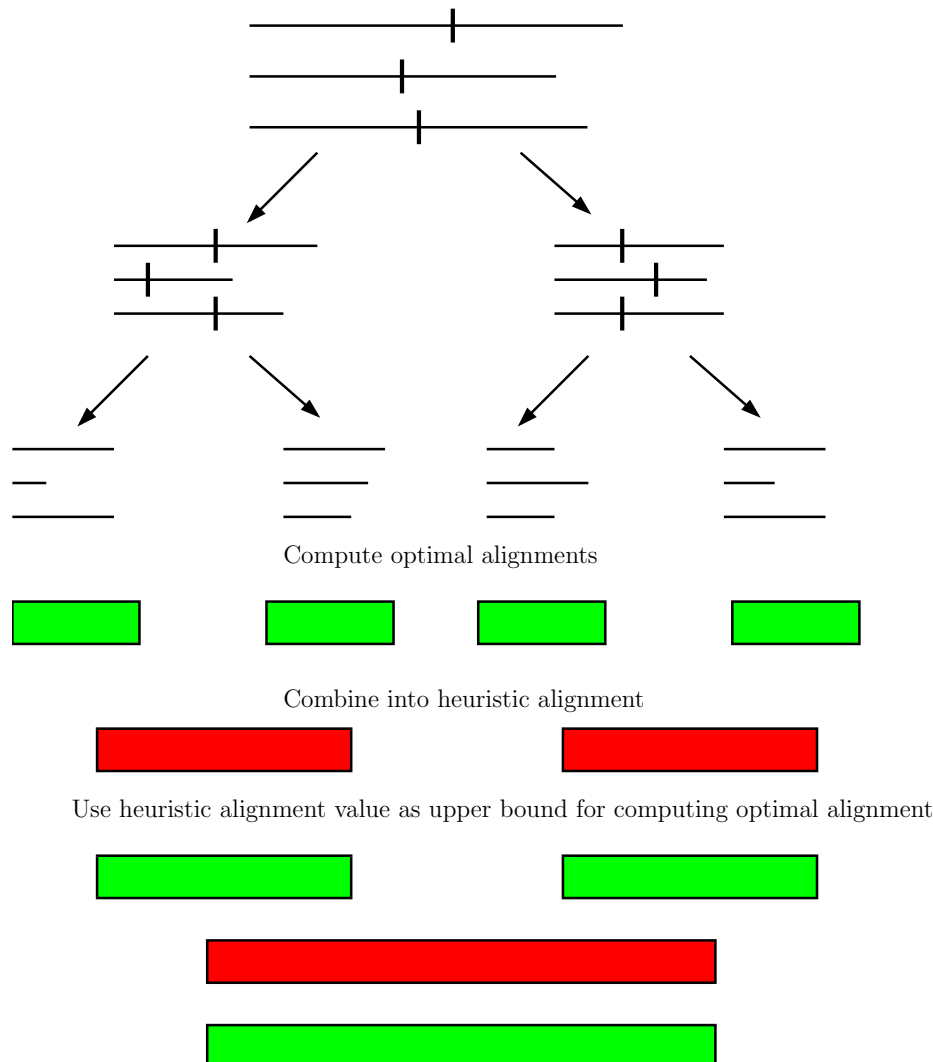 Compute optimal alignments
Combine into heuristic alignment
Use heuristic alignment value as upper bound for computing optimal alignment